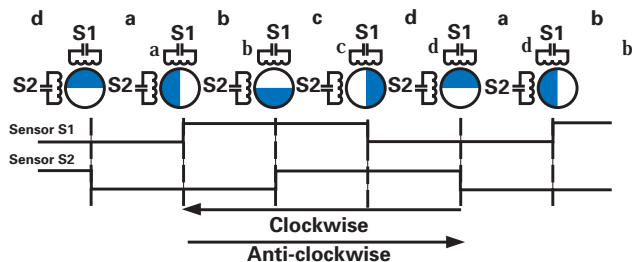 d a b c d a b
S1 S1 S1 S1 S1 S1
a b c d d b
S2 S2 S2 S2 S2 S2
Sensor S1
Sensor S2
Clockwise
Anti-clockwise